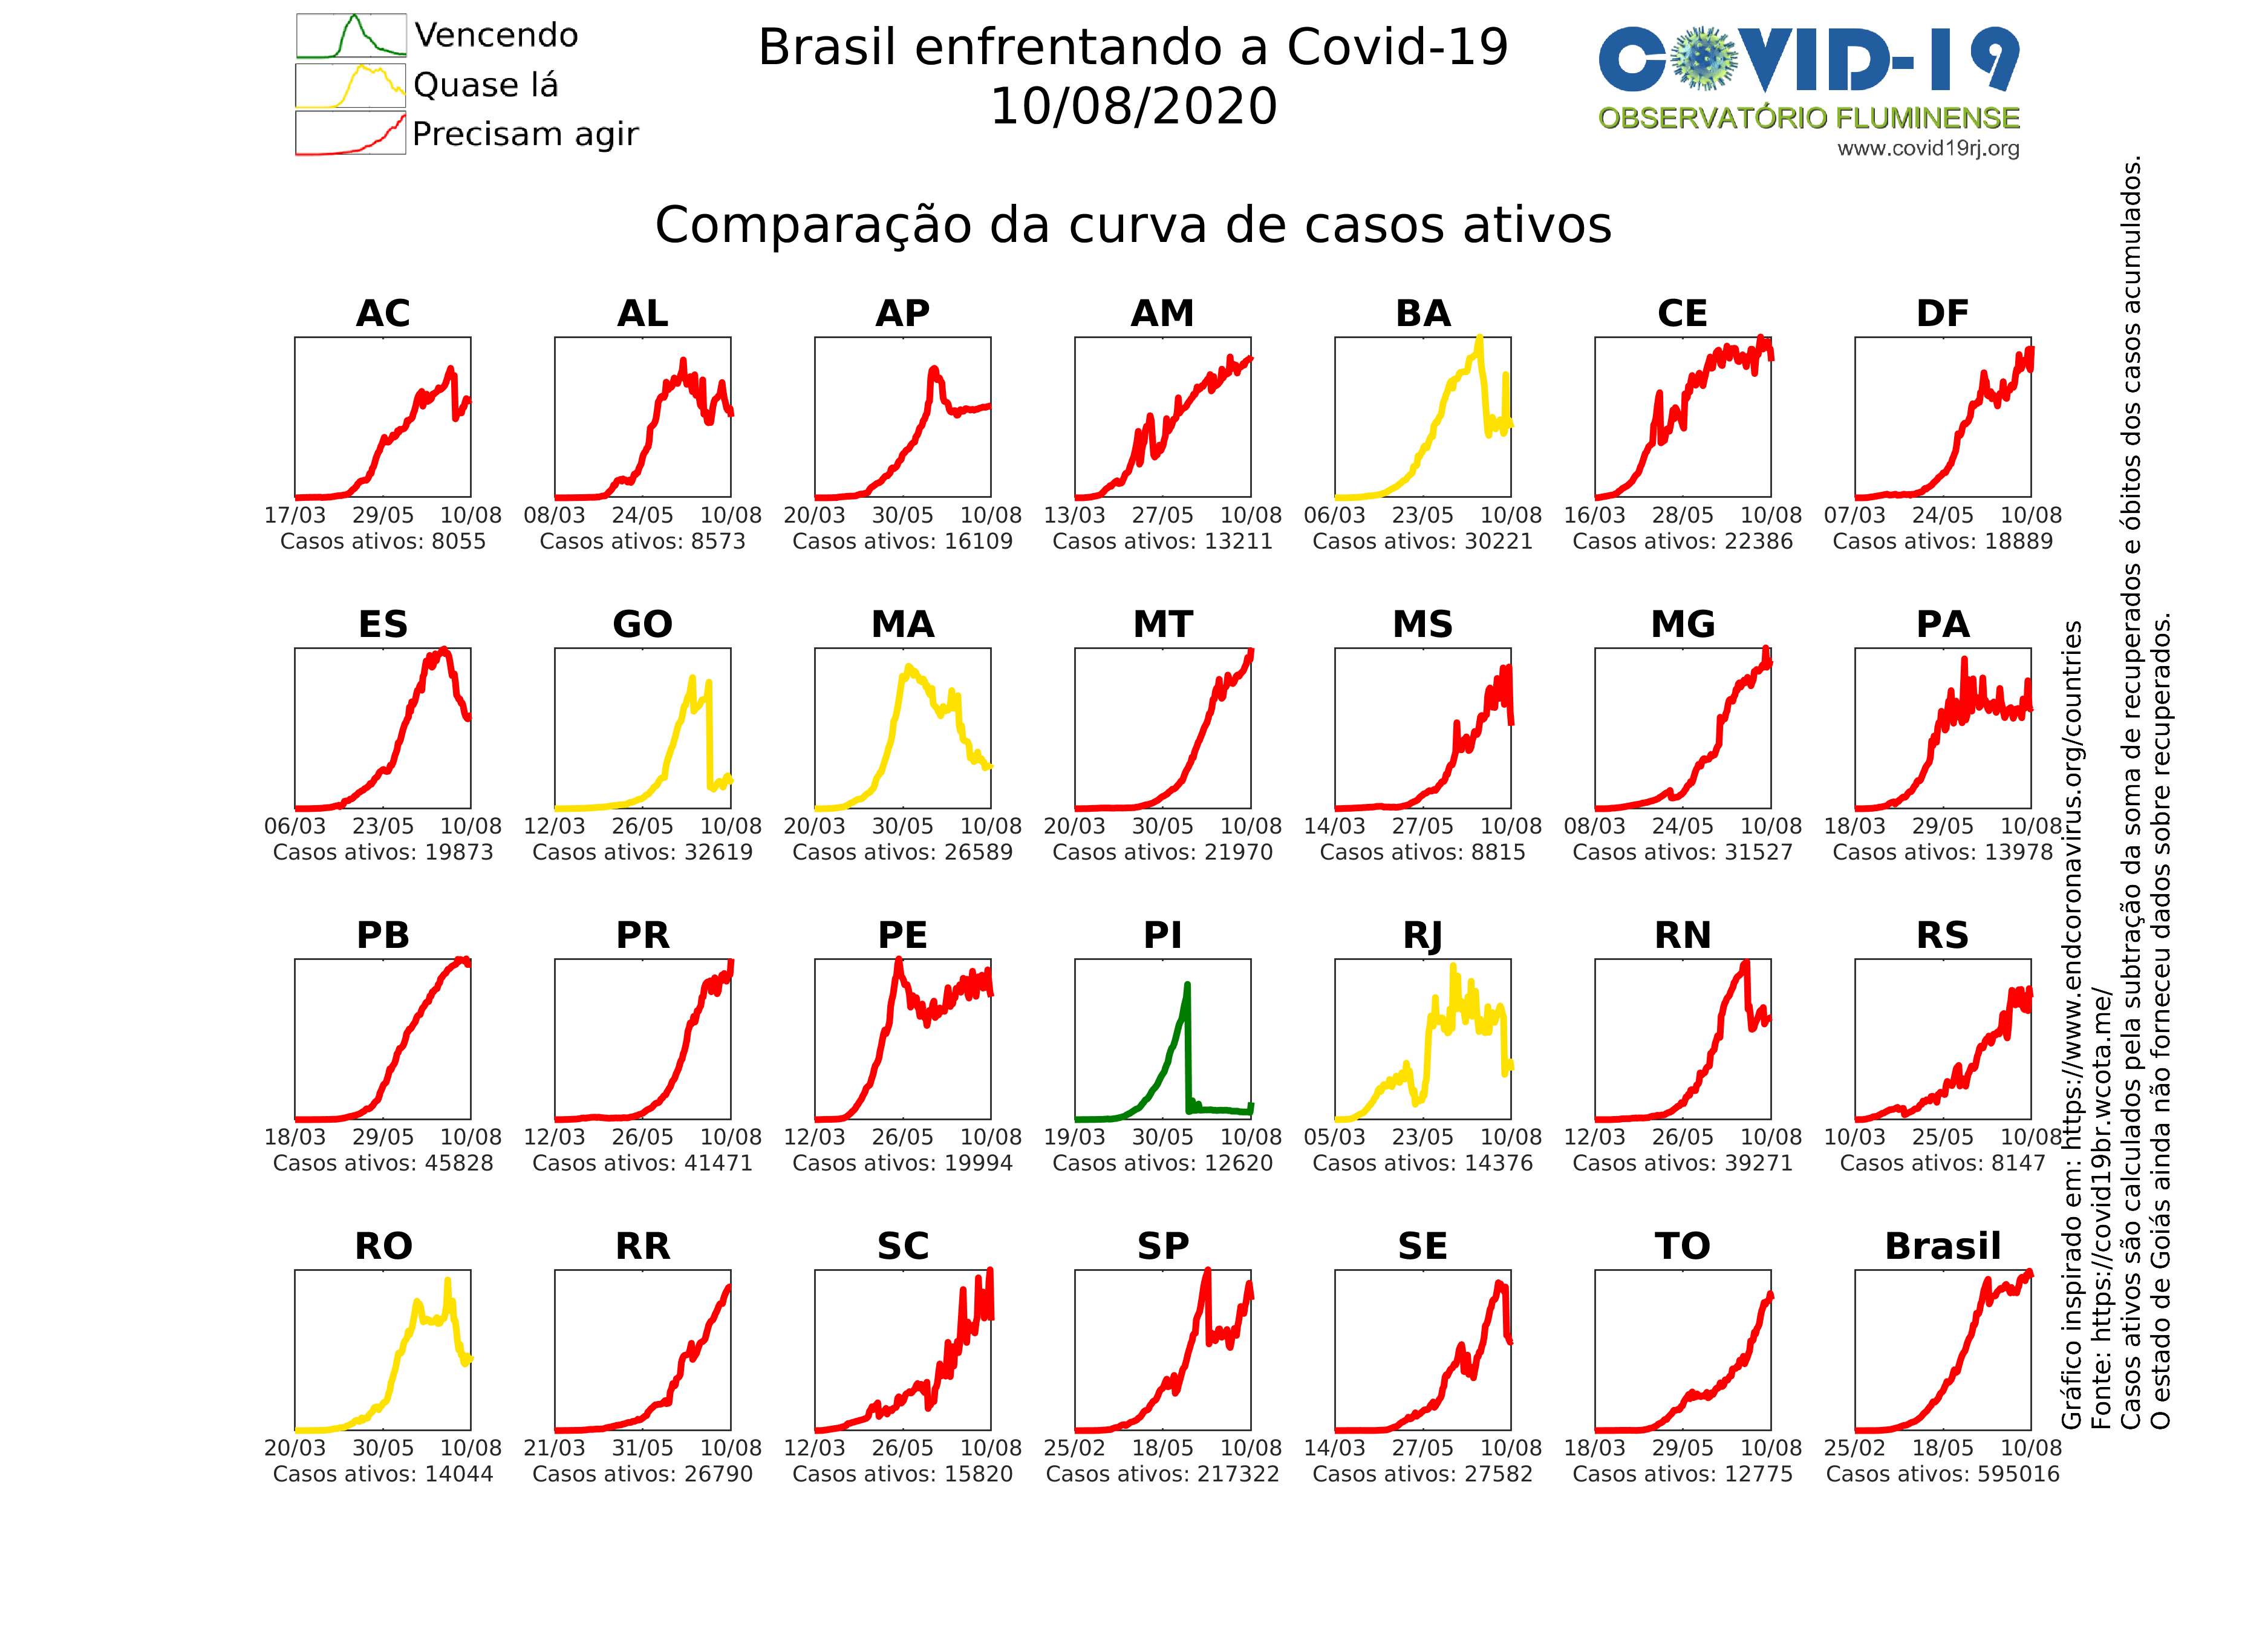 Vencendo
Quase lá
Precisam agir
Brasil enfrentando a Covid-19
10/08/2020
COVID-19
OBSERVATÓRIO FLUMINENSE
www.covid19rj.org
Comparação da curva de casos ativos
AC
17/03 29/05 10/08
Casos ativos: 8055
AL
08/03 24/05 10/08
Casos ativos: 8573
AP
20/03 30/05 10/08
Casos ativos: 16109
AM
13/03 27/05 10/08
Casos ativos: 13211
BA
06/03 23/05 10/08
Casos ativos: 30221
CE
16/03 28/05 10/08
Casos ativos: 22386
DF
07/03 24/05 10/08
Casos ativos: 18889
ES
06/03 23/05 10/08
Casos ativos: 19873
GO
12/03 26/05 10/08
Casos ativos: 32619
MA
20/03 30/05 10/08
Casos ativos: 26589
MT
20/03 30/05 10/08
Casos ativos: 21970
MS
14/03 27/05 10/08
Casos ativos: 8815
MG
08/03 24/05 10/08
Casos ativos: 31527
PA
18/03 29/05 10/08
Casos ativos: 13978
PB
18/03 29/05 10/08
Casos ativos: 45828
PR
12/03 26/05 10/08
Casos ativos: 41471
PE
12/03 26/05 10/08
Casos ativos: 19994
PI
19/03 30/05 10/08
Casos ativos: 12620
RJ
05/03 23/05 10/08
Casos ativos: 14376
RN
12/03 26/05 10/08
Casos ativos: 39271
RS
10/03 25/05 10/08
Casos ativos: 8147
RO
20/03 30/05 10/08
Casos ativos: 14044
RR
21/03 31/05 10/08
Casos ativos: 26790
SC
12/03 26/05 10/08
Casos ativos: 15820
SP
25/02 18/05 10/08
Casos ativos: 217322
SE
14/03 27/05 10/08
Casos ativos: 27582
TO
18/03 29/05 10/08
Casos ativos: 12775
Brasil
25/02 18/05 10/08
Casos ativos: 595016
Gráfico inspirado em: https://www.endcoronavirus.org/countries
Fonte: https://covid19br.wcota.me/
Casos ativos são calculados pela subtração da soma de recuperados e óbitos dos casos acumulados.
O estado de Goiás ainda não forneceu dados sobre recuperados.